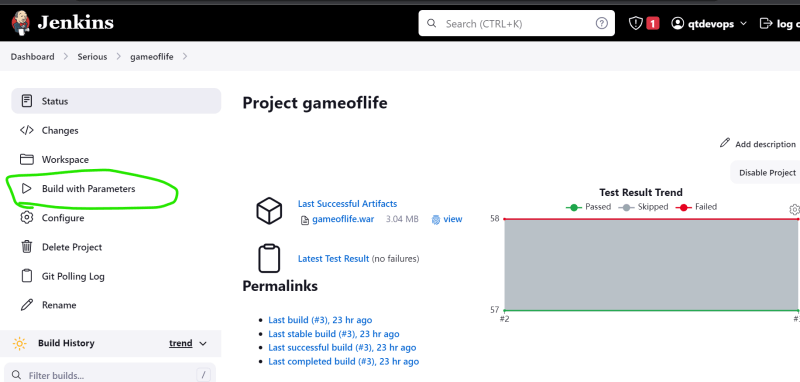 Jenkins
Search (CTRL+K)
?
1
qtdevops
log o
Dashboard
Serious
gameoflife
Status
Changes
Workspace
Build with Parameters
Configure
Delete Project
Git Polling Log
Rename
Build History
trend
Filter builds...
/
Project gameoflife
Add description
Disable Project
Last Successful Artifacts
gameoflife.war 3.04 MB view
Latest Test Result (no failures)
Permalinks
Last build (#3), 23 hr ago
Last stable build (#3), 23 hr ago
Last successful build (#3), 23 hr ago
Last completed build (#3), 23 hr ago
Test Result Trend
Passed Skipped Failed
58
57
#2
#3